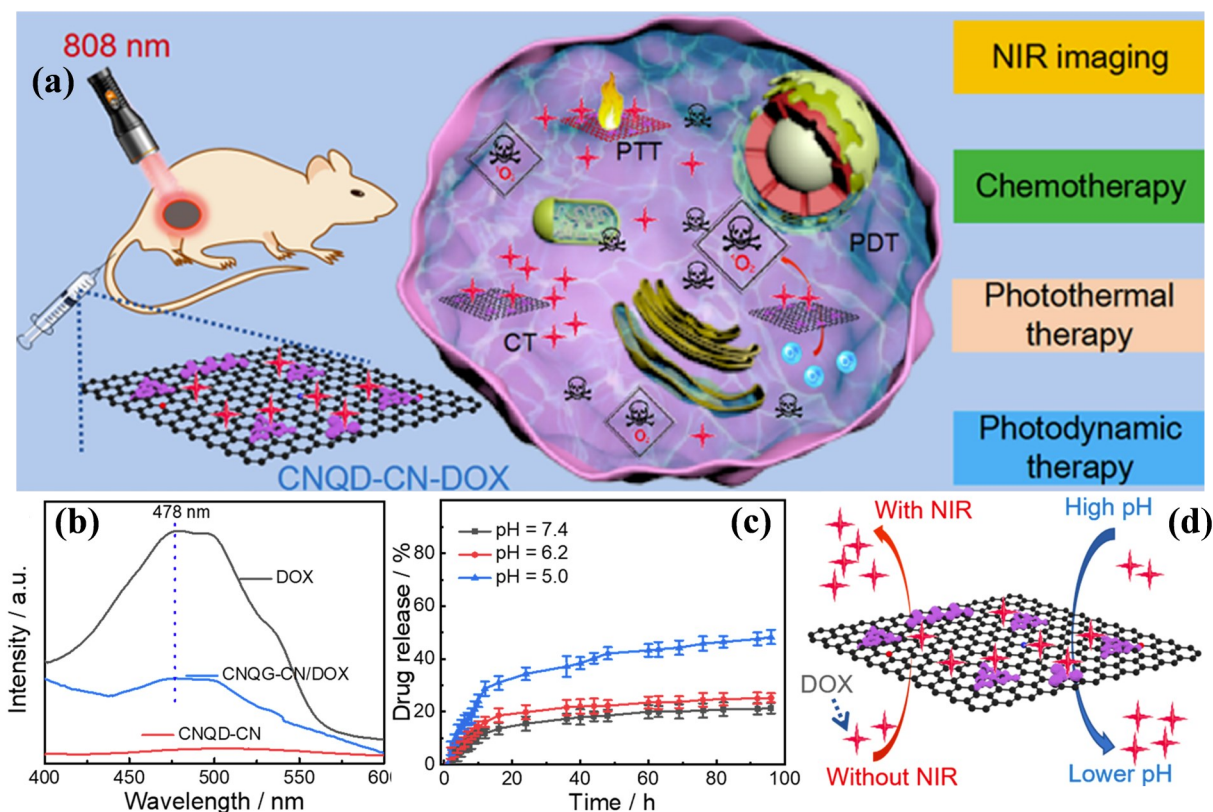 808 nm
(a)
PTT
¹O₂
PDT
¹O₂
CT
O₂
CNQD-CN-DOX
NIR imaging
Chemotherapy
Photothermal
therapy
Photodynamic
therapy
(b)
478 nm
DOX
CNQG-CN/DOX
CNQD-CN
Intensity / a.u.
400
450
500
550
600
Wavelength / nm
(c)
pH = 7.4
pH = 6.2
pH = 5.0
Drug release / %
80
60
40
20
0
0
20
40
60
80
100
Time / h
With NIR
High pH
(d)
DOX
Without NIR
Lower pH